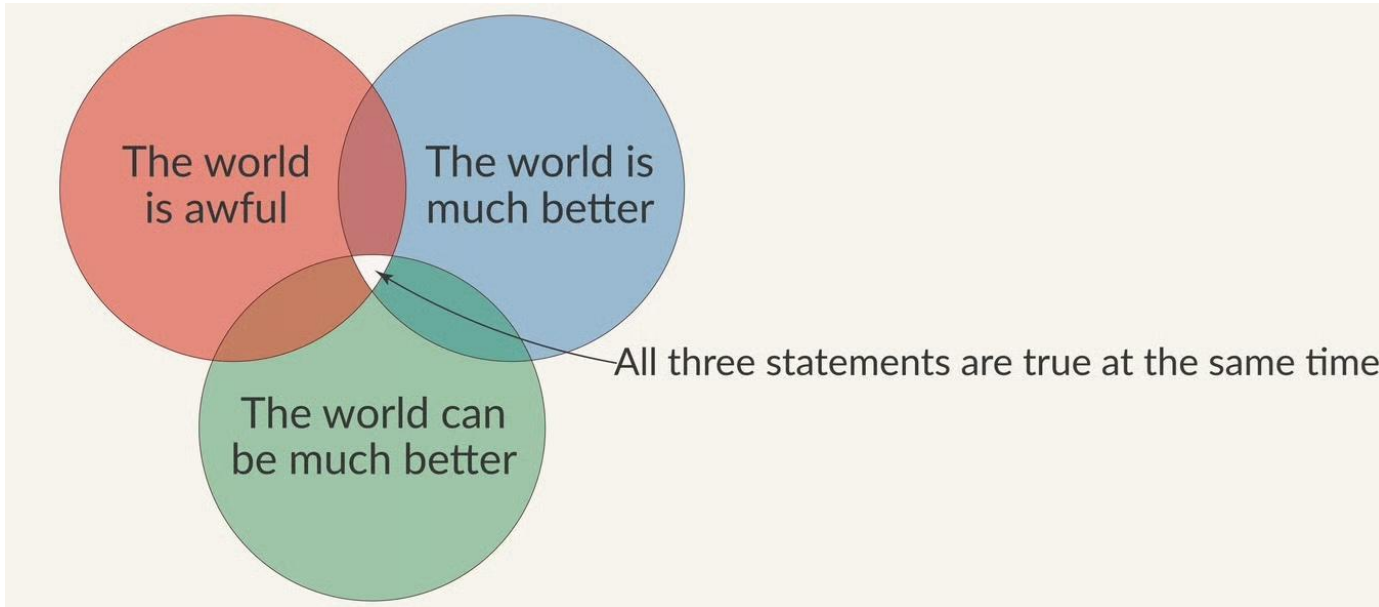 The world
is awful
The world is
much better
All three statements are true at the same time
The world can
be much better